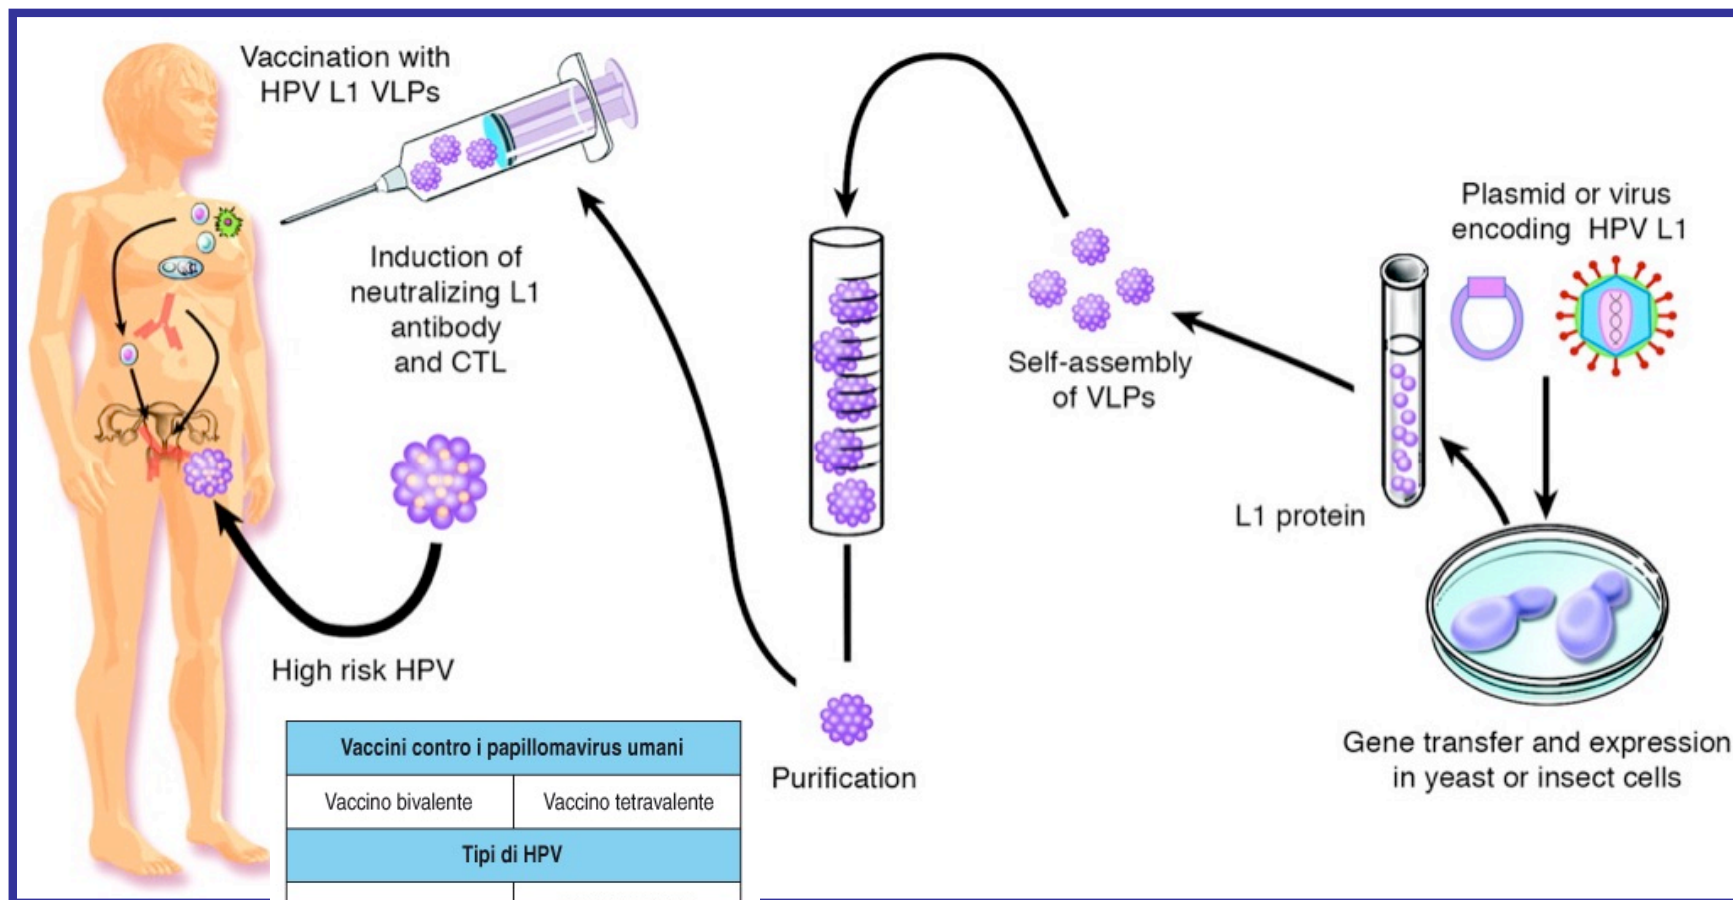 Vaccination with
HPV L1 VLPs
Induction of
neutralizing L1
antibody
and CTL
High risk HPV
Plasmid or virus
encoding HPV L1
Self-assembly
of VLPs
L1 protein
Purification
Gene transfer and expression
in yeast or insect cells
Vaccini contro i papillomavirus umani
Vaccino bivalente
Vaccino tetravalente
Tipi di HPV